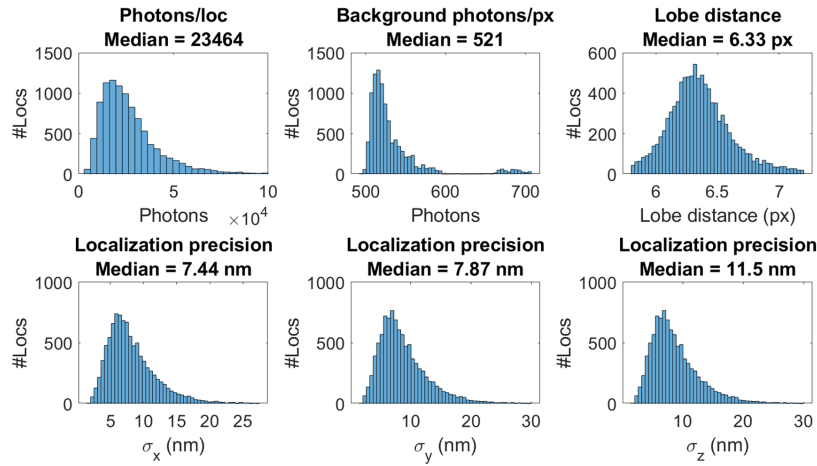 Photons/loc
Median = 23464
1500
1000
500
0
#Locs
0
5
10
Photons
×10⁴
Background photons/px
Median = 521
1500
1000
500
0
#Locs
500
600
700
Photons
Lobe distance
Median = 6.33 px
600
400
200
0
#Locs
6
6.5
7
Lobe distance (px)
Localization precision
Median = 7.44 nm
1000
500
0
#Locs
5
10
15
20
25
σx (nm)
Localization precision
Median = 7.87 nm
1000
500
0
#Locs
10
20
30
σy (nm)
Localization precision
Median = 11.5 nm
1000
500
0
#Locs
10
20
30
σz (nm)